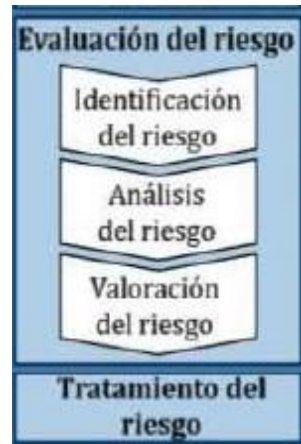 Evaluación del riesgo
Identificación
del riesgo
Análisis
del riesgo
Valoración
del riesgo
Tratamiento del
riesgo